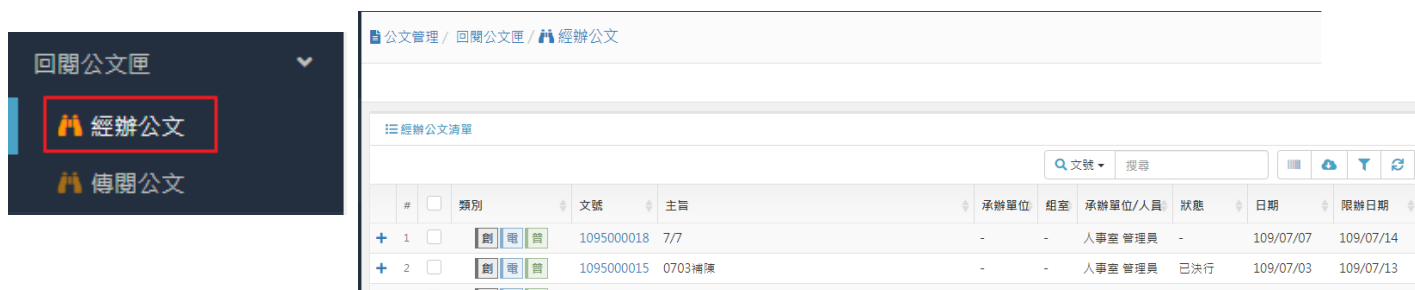 回閱公文匣
經辦公文
傳閱公文
公文管理 / 回閱公文匣 / 經辦公文
經辦公文清單
文號 搜尋
# 類別 文號 主旨 承辦單位 組室 承辦單位/人員 狀態 日期 限辦日期
1 創 電 普 1095000018 7/7 - - 人事室 管理員 - 109/07/07 109/07/14
2 創 電 普 1095000015 0703補陳 - - 人事室 管理員 已決行 109/07/03 109/07/13